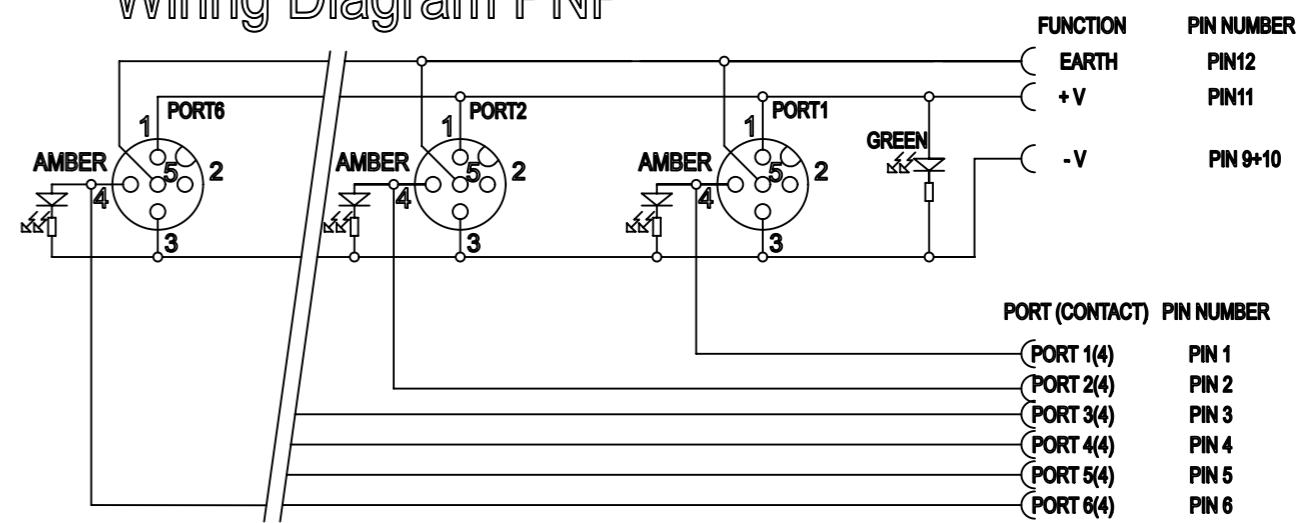 Wiring Diagram PNP
FUNCTION PIN NUMBER
EARTH PIN12
+ V PIN11
- V PIN 9+10
PORT6
1
2
3
4
5
AMBER
PORT2
1
2
3
4
5
AMBER
PORT1
1
2
3
4
5
AMBER
GREEN
PORT (CONTACT) PIN NUMBER
PORT 1(4) PIN 1
PORT 2(4) PIN 2
PORT 3(4) PIN 3
PORT 4(4) PIN 4
PORT 5(4) PIN 5
PORT 6(4) PIN 6